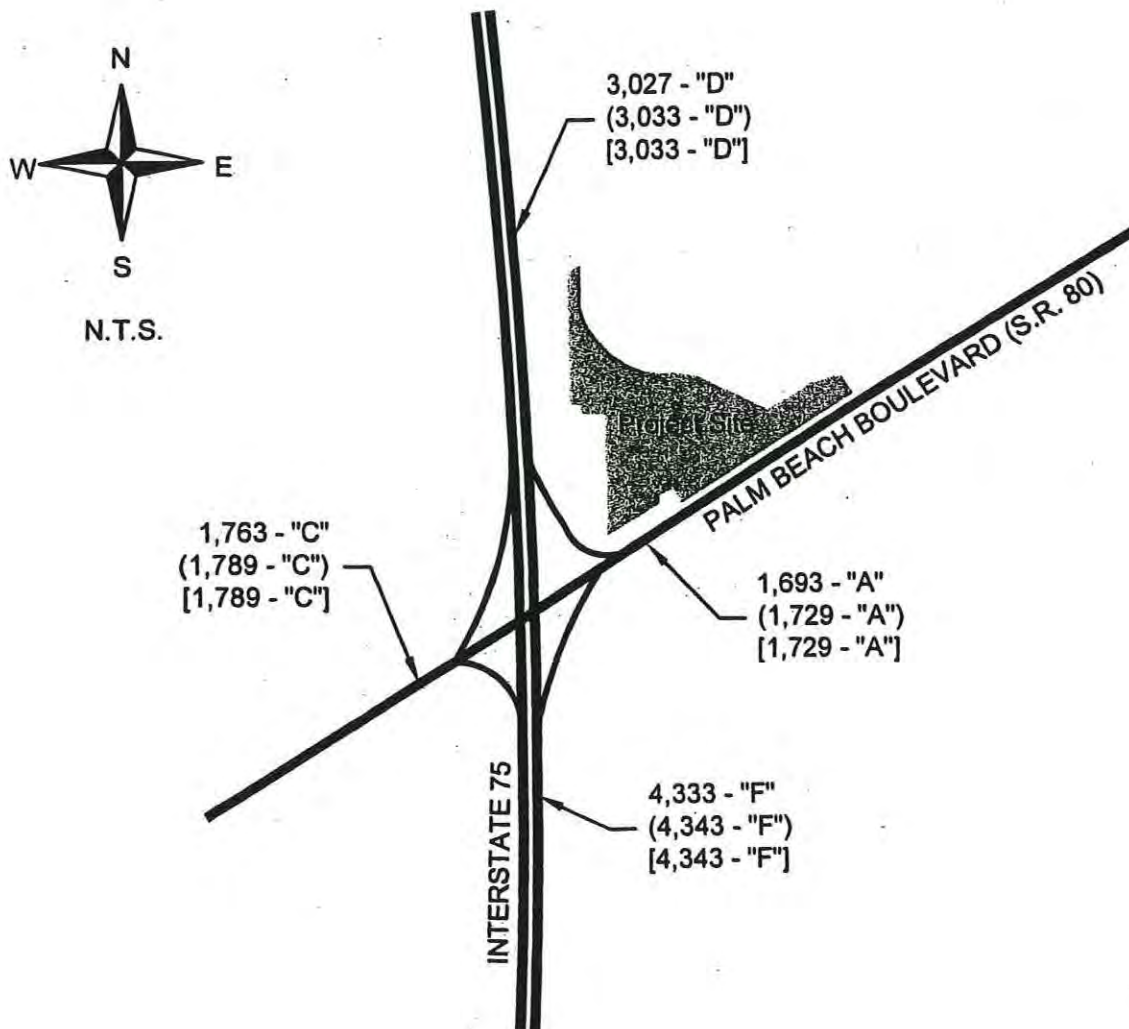 N
W
E
S
N.T.S.
3,027 - "D"
(3,033 - "D")
[3,033 - "D"]
Project Site
PALM BEACH BOULEVARD (S.R. 80)
1,763 - "C"
(1,789 - "C")
[1,789 - "C"]
1,693 - "A"
(1,729 - "A")
[1,729 - "A"]
INTERSTATE 75
4,333 - "F"
(4,343 - "F")
[4,343 - "F"]